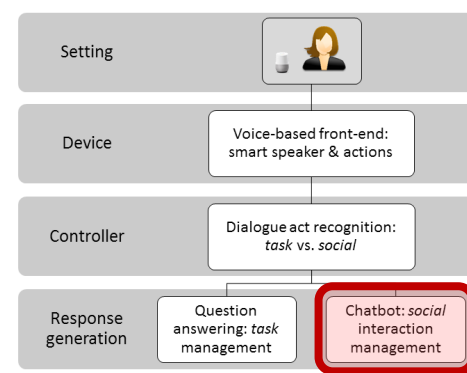 Setting
Device
Voice-based front-end:
smart speaker & actions
Controller
Dialogue act recognition:
task vs. social
Response
generation
Question
answering: task
management
Chatbot: social
interaction
management